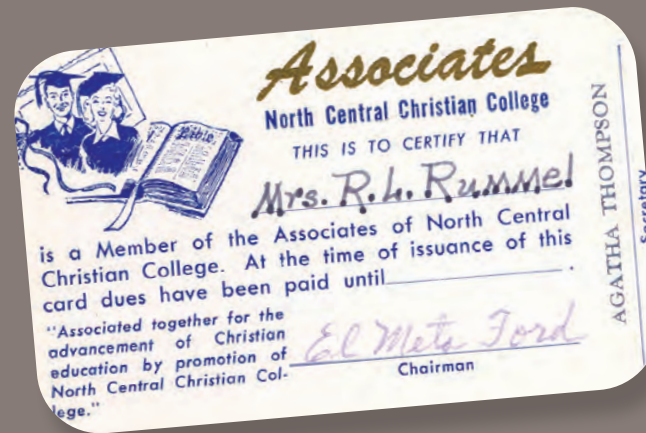 Associates
North Central Christian College
THIS IS TO CERTIFY THAT
Mrs. R.L. Rummel
is a Member of the Associates of North Central
Christian College. At the time of issuance of this
card dues have been paid until .
"Associated together for the
advancement of Christian
education by promotion of
North Central Christian Col-
lege."
El Meta Ford
Chairman
AGATHA THOMPSON
Secretary
Bible